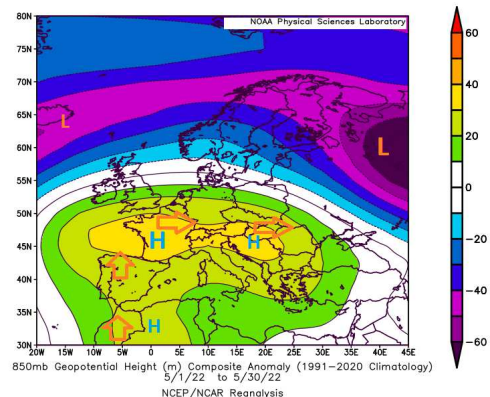 NOAA Physical Sciences Laboratory
80N
75N
70N
65N
60N
55N
50N
45N
40N
35N
30N
20W 15W 10W 5W 0 5E 10E 15E 20E 25E 30E 35E 40E 45E
L
L
H
H
H
60
40
20
0
−20
−40
−60
850mb Geopotential Height (m) Composite Anomaly (1991−2020 Climatology)
5/1/22 to 5/30/22
NCEP/NCAR Reanalysis